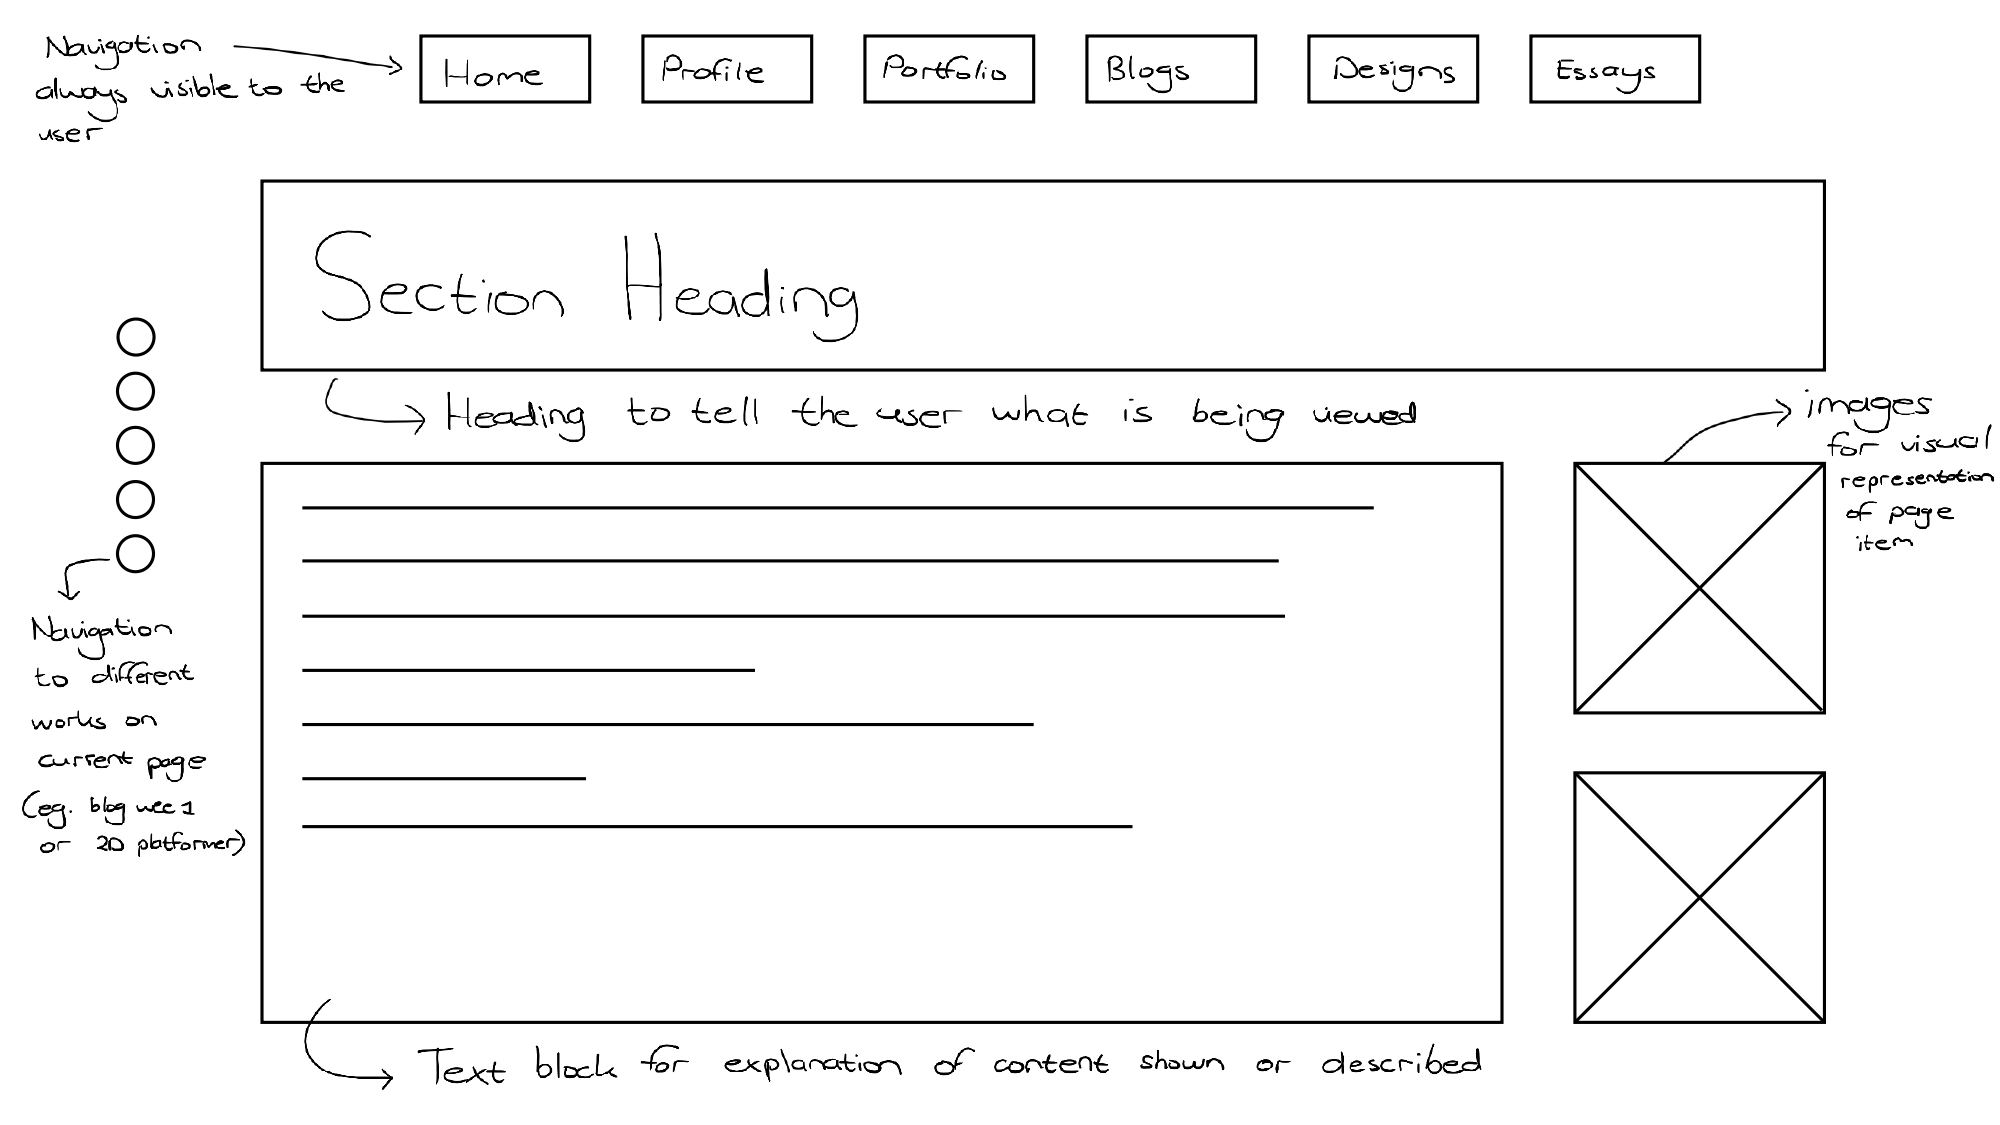 Navigation
always visible to the
user
Home
Profile
Portfolio
Blogs
Designs
Essays
Section Heading
Heading to tell the user what is being viewed
images
for visual
representation
of page
item
Navigation
to different
works on
current page
(eg. blog wee 1
or 2D platformer)
Text block for explanation of content shown or described